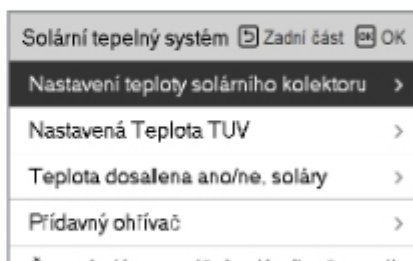 Solární tepelný systém Zadní část OK
Nastavení teploty solárního kolektoru >
Nastavená Teplota TUV >
Teplota dosalena ano/ne, soláry >
Přídavný ohřívač >